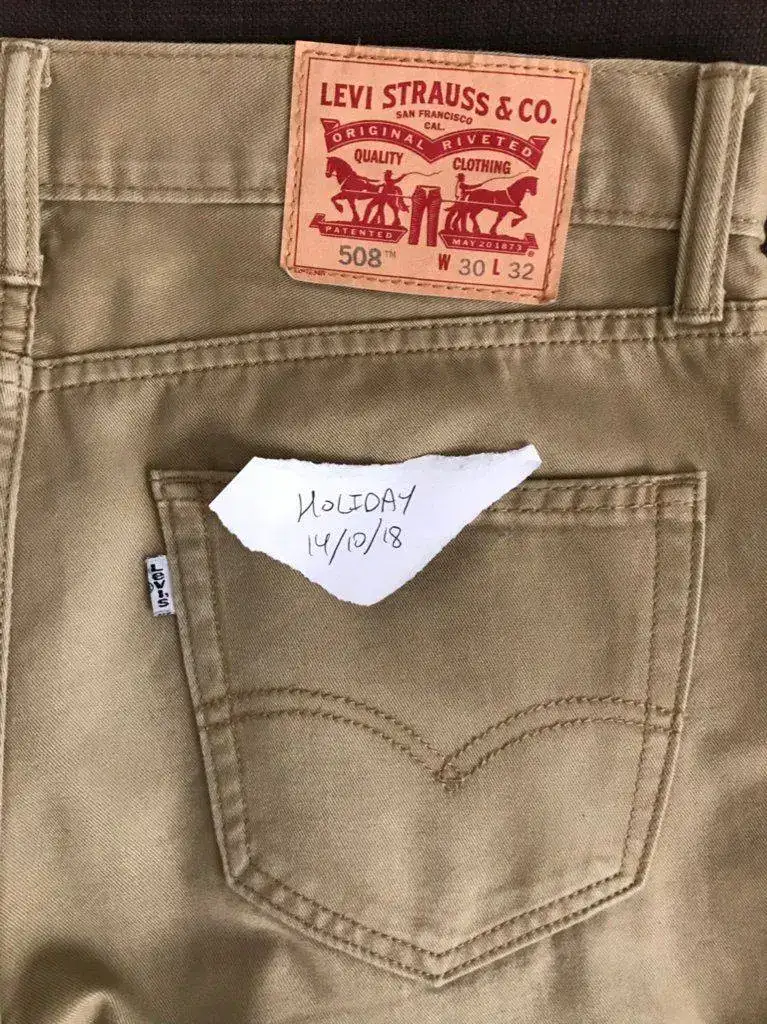 LEVI STRAUSS & CO.
SAN FRANCISCO
CAL.
ORIGINAL RIVETED
QUALITY CLOTHING
PATENTED MAY 20 1873 ®
508™ W 30 L 32
HOLIDAY
14/10/18
LEVI'S